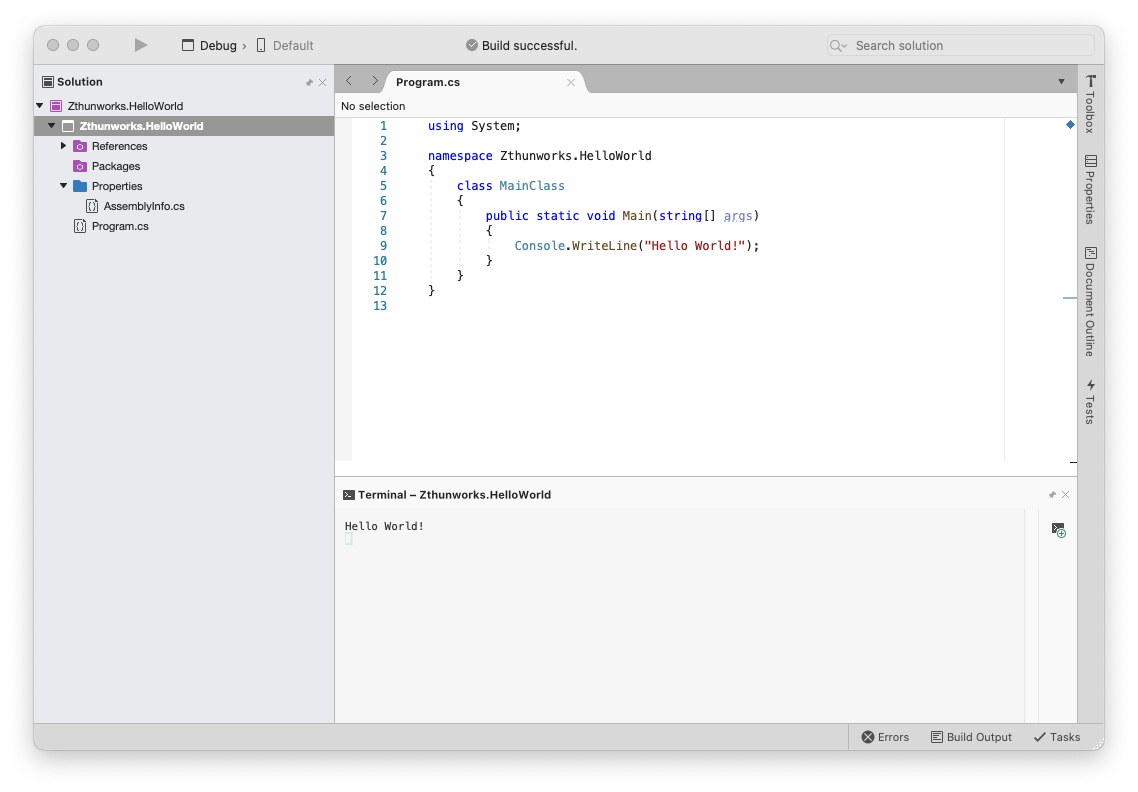 Debug › Default
Build successful.
Search solution
Solution
Zthunworks.HelloWorld
Zthunworks.HelloWorld
References
Packages
Properties
AssemblyInfo.cs
Program.cs
Program.cs
No selection
1 using System;
2
3 namespace Zthunworks.HelloWorld
4 {
5 class MainClass
6 {
7 public static void Main(string[] args)
8 {
9 Console.WriteLine("Hello World!");
10 }
11 }
12 }
13
Toolbox
Properties
Document Outline
Tests
Terminal – Zthunworks.HelloWorld
Hello World!
Errors
Build Output
Tasks